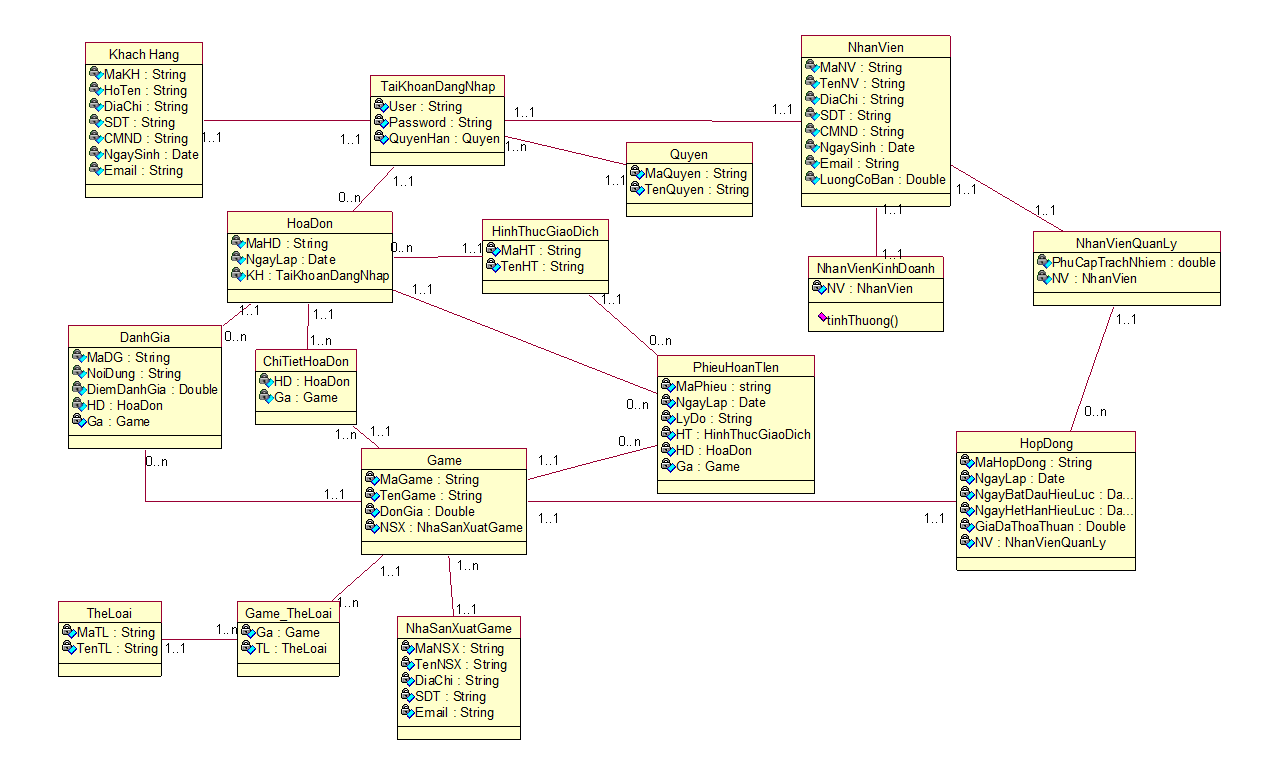 Khach Hang
MaKH : String
HoTen : String
DiaChi : String
SDT : String
CMND : String
NgaySinh : Date
Email : String
1..1
1..1
TaiKhoanDangNhap
User : String
Password : String
QuyenHan : Quyen
1..1
1..1
1..n
1..1
1..1
0..n
Quyen
MaQuyen : String
TenQuyen : String
NhanVien
MaNV : String
TenNV : String
DiaChi : String
SDT : String
CMND : String
NgaySinh : Date
Email : String
LuongCoBan : Double
1..1
1..1
1..1
1..1
NhanVienKinhDoanh
NV : NhanVien
tinhThuong()
NhanVienQuanLy
PhuCapTrachNhiem : double
NV : NhanVien
1..1
0..n
HoaDon
MaHD : String
NgayLap : Date
KH : TaiKhoanDangNhap
0..n
1..1
1..1
1..1
1..1
HinhThucGiaoDich
MaHT : String
TenHT : String
1..1
0..n
DanhGia
MaDG : String
NoiDung : String
DiemDanhGia : Double
HD : HoaDon
Ga : Game
0..n
0..n
1..n
ChiTietHoaDon
HD : HoaDon
Ga : Game
1..n
1..1
PhieuHoanTIen
MaPhieu : string
NgayLap : Date
LyDo : String
HT : HinhThucGiaoDich
HD : HoaDon
Ga : Game
0..n
0..n
1..1
Game
MaGame : String
TenGame : String
DonGia : Double
NSX : NhaSanXuatGame
1..1
1..1
1..1
HopDong
MaHopDong : String
NgayLap : Date
NgayBatDauHieuLuc : Da...
NgayHetHanHieuLuc : Da...
GiaDaThoaThuan : Double
NV : NhanVienQuanLy
1..1
1..n
1..n
1..1
TheLoai
MaTL : String
TenTL : String
1..1
1..n
Game_TheLoai
Ga : Game
TL : TheLoai
NhaSanXuatGame
MaNSX : String
TenNSX : String
DiaChi : String
SDT : String
Email : String